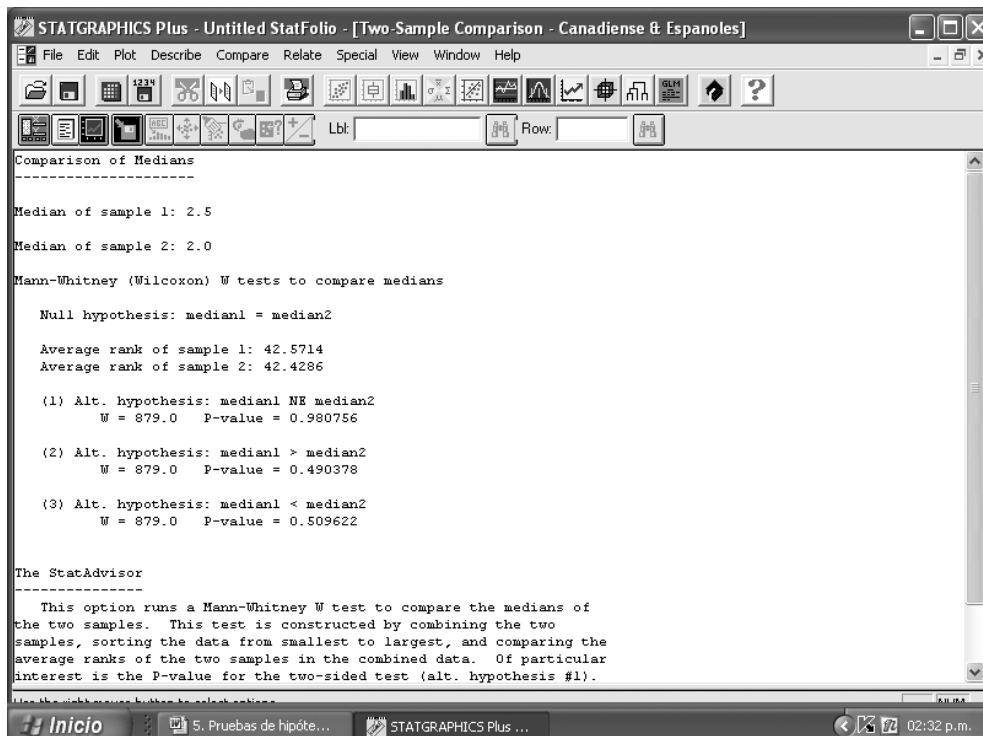 STATGRAPHICS Plus - Untitled StatFolio - [Two-Sample Comparison - Canadiense & Espanoles]
File Edit Plot Describe Compare Relate Special View Window Help
1234
GLM
ABC
Lbl: Row:
Comparison of Medians
---------------------
Median of sample 1: 2.5
Median of sample 2: 2.0
Mann-Whitney (Wilcoxon) W tests to compare medians
Null hypothesis: median1 = median2
Average rank of sample 1: 42.5714
Average rank of sample 2: 42.4286
(1) Alt. hypothesis: median1 NE median2
W = 879.0 P-value = 0.980756
(2) Alt. hypothesis: median1 > median2
W = 879.0 P-value = 0.490378
(3) Alt. hypothesis: median1 < median2
W = 879.0 P-value = 0.509622
The StatAdvisor
---------------
This option runs a Mann-Whitney W test to compare the medians of
the two samples. This test is constructed by combining the two
samples, sorting the data from smallest to largest, and comparing the
average ranks of the two samples in the combined data. Of particular
interest is the P-value for the two-sided test (alt. hypothesis #1).
Inicio 5. Pruebas de hipóte... STATGRAPHICS Plus ... 02:32 p.m.